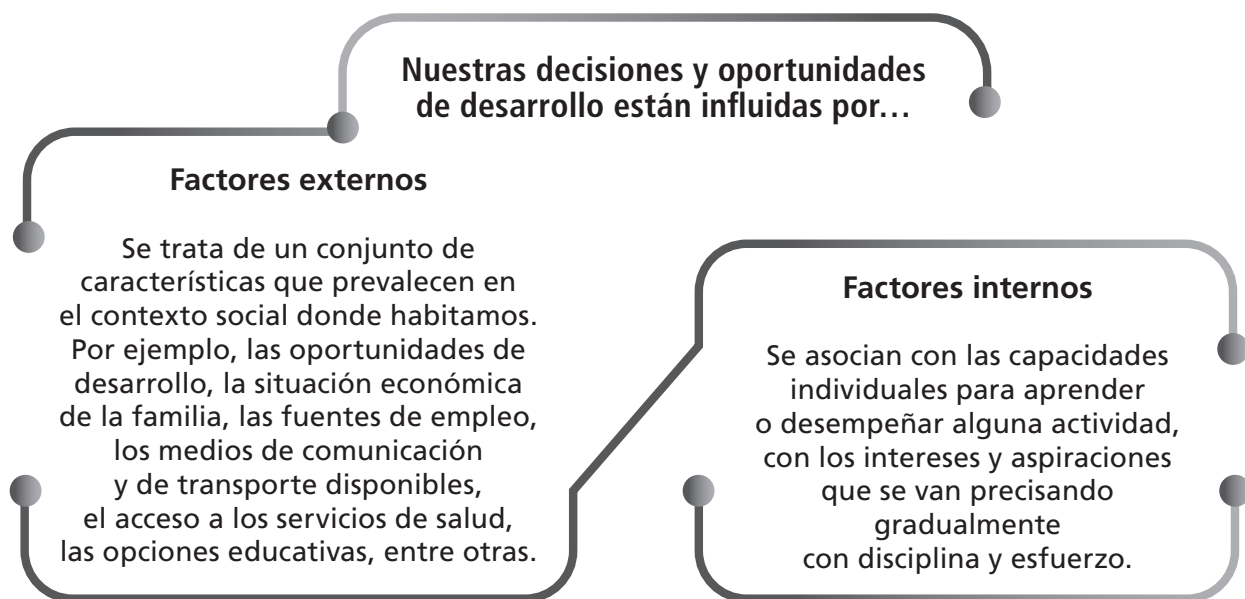 Nuestras decisiones y oportunidades
de desarrollo están influidas por...
Factores externos
Se trata de un conjunto de
características que prevalecen en
el contexto social donde habitamos.
Por ejemplo, las oportunidades de
desarrollo, la situación económica
de la familia, las fuentes de empleo,
los medios de comunicación
y de transporte disponibles,
el acceso a los servicios de salud,
las opciones educativas, entre otras.
Factores internos
Se asocian con las capacidades
individuales para aprender
o desempeñar alguna actividad,
con los intereses y aspiraciones
que se van precisando
gradualmente
con disciplina y esfuerzo.